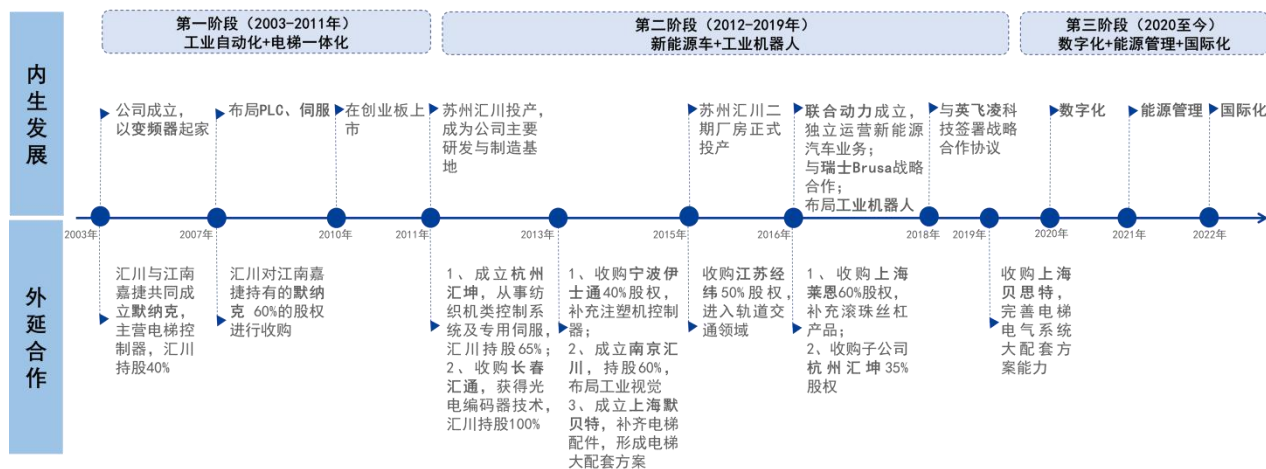 第一阶段（2003-2011年）
工业自动化+电梯一体化
第二阶段（2012-2019年）
新能源车+工业机器人
第三阶段（2020至今）
数字化+能源管理+国际化
内生发展
公司成立，
以变频器起家
布局PLC、伺服
在创业板上
市
苏州汇川投产，
成为公司主要
研发与制造基
地
苏州汇川二
期厂房正式
投产
联合动力成立，
独立运营新能源
汽车业务；
与瑞士Brusa战略
合作；
布局工业机器人
与英飞凌科
技签署战略
合作协议
数字化
能源管理
国际化
2003年
2007年
2010年
2011年
2013年
2015年
2016年
2018年
2019年
2020年
2021年
2022年
外延合作
汇川与江南
嘉捷共同成
立默纳克，
主营电梯控
制器，汇川
持股40%
汇川对江南嘉
捷持有的默纳
克 60%的股权
进行收购
1、成立杭州
汇坤，从事纺
织机类控制系
统及专用伺服，
汇川持股65%；
2、收购长春
汇通，获得光
电编码器技术，
汇川持股100%
1、收购宁波伊
士通40%股权，
补充注塑机控制
器；
2、成立南京汇
川，持股60%，
布局工业视觉
3、成立上海默
贝特，补齐电梯
配件，形成电梯
大配套方案
收购江苏经
纬50%股权，
进入轨道交
通领域
1、收购上海
莱恩60%股权，
补充滚珠丝杠
产品；
2、收购子公司
杭州汇坤35%
股权
收购上海
贝思特，
完善电梯
电气系统
大配套方
案能力